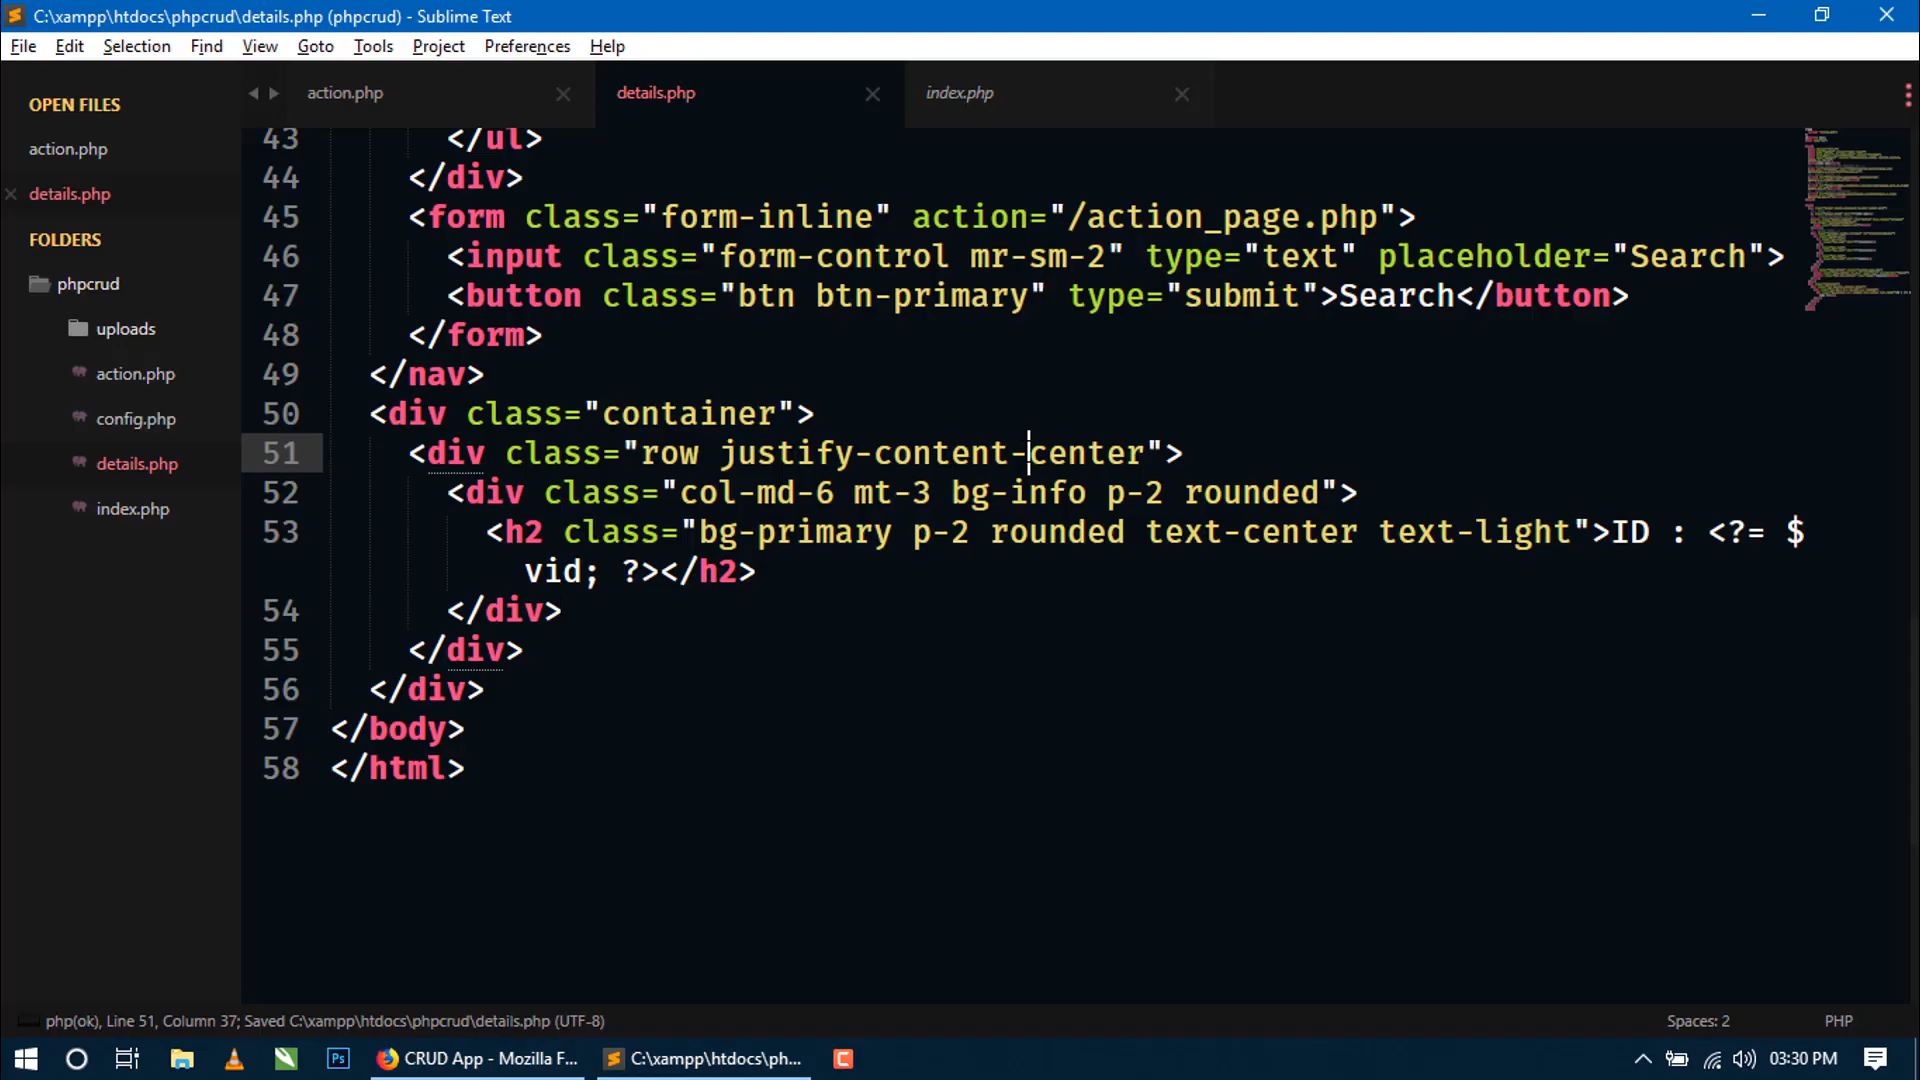 C:\xampp\htdocs\phpcrud\details.php (phpcrud) - Sublime Text
File Edit Selection Find View Goto Tools Project Preferences Help
OPEN FILES
action.php
details.php
FOLDERS
phpcrud
uploads
action.php
config.php
details.php
index.php
action.php details.php index.php
43 </ul>
44 </div>
45 <form class="form-inline" action="/action_page.php">
46 <input class="form-control mr-sm-2" type="text" placeholder="Search">
47 <button class="btn btn-primary" type="submit">Search</button>
48 </form>
49 </nav>
50 <div class="container">
51 <div class="row justify-content-center">
52 <div class="col-md-6 mt-3 bg-info p-2 rounded">
53 <h2 class="bg-primary p-2 rounded text-center text-light">ID : <?= $
vid; ?></h2>
54 </div>
55 </div>
56 </div>
57 </body>
58 </html>
php(ok), Line 51, Column 37; Saved C:\xampp\htdocs\phpcrud\details.php (UTF-8) Spaces: 2 PHP
Ps CRUD App - Mozilla F... C:\xampp\htdocs\ph... C 03:30 PM